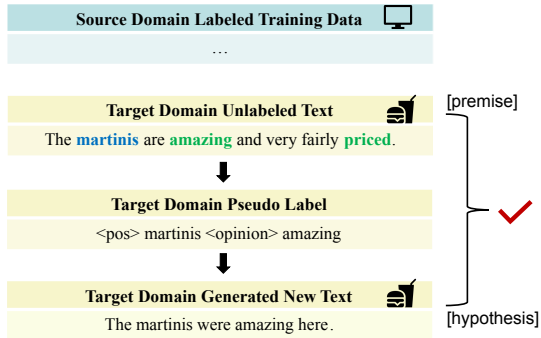 Source Domain Labeled Training Data
...
Target Domain Unlabeled Text
[premise]
The martinis are amazing and very fairly priced.
Target Domain Pseudo Label
<pos> martinis <opinion> amazing
Target Domain Generated New Text
[hypothesis]
The martinis were amazing here.